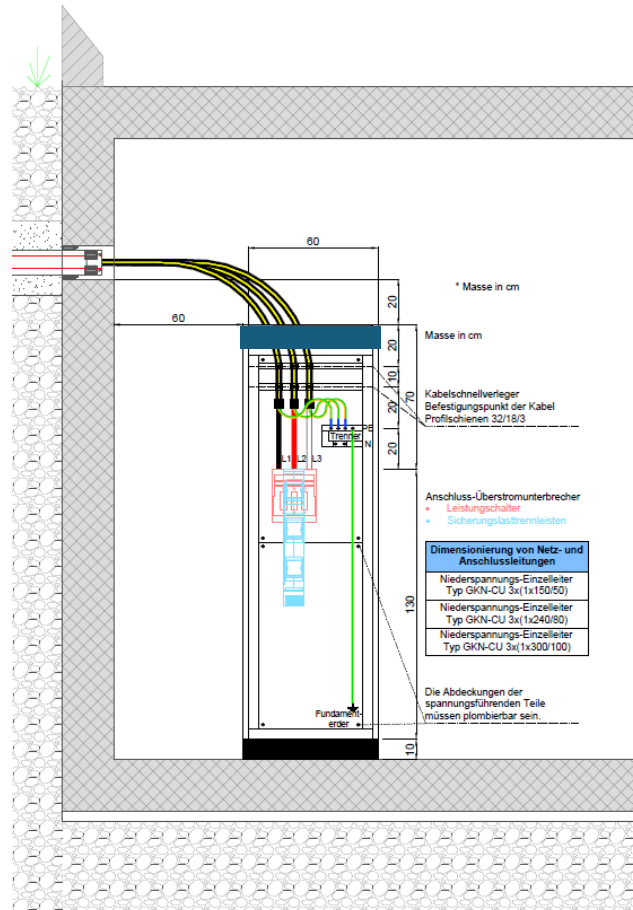 60
* Masse in cm
20
60
20
Masse in cm
10
70
Kabelschnellverleger
Befestigungspunkt der Kabel
Profilschienen 32/18/3
20
PE
Trenner
N
20
L1
L2
L3
Anschluss-Überstromunterbrecher
• Leistungschalter
• Sicherungslasttrennleisten
Dimensionierung von Netz- und
Anschlussleitungen
Niederspannungs-Einzelleiter
Typ GKN-CU 3x(1x150/50)
Niederspannungs-Einzelleiter
Typ GKN-CU 3x(1x240/80)
Niederspannungs-Einzelleiter
Typ GKN-CU 3x(1x300/100)
130
Die Abdeckungen der
spannungsführenden Teile
müssen plombierbar sein.
Fundament-
erder
10